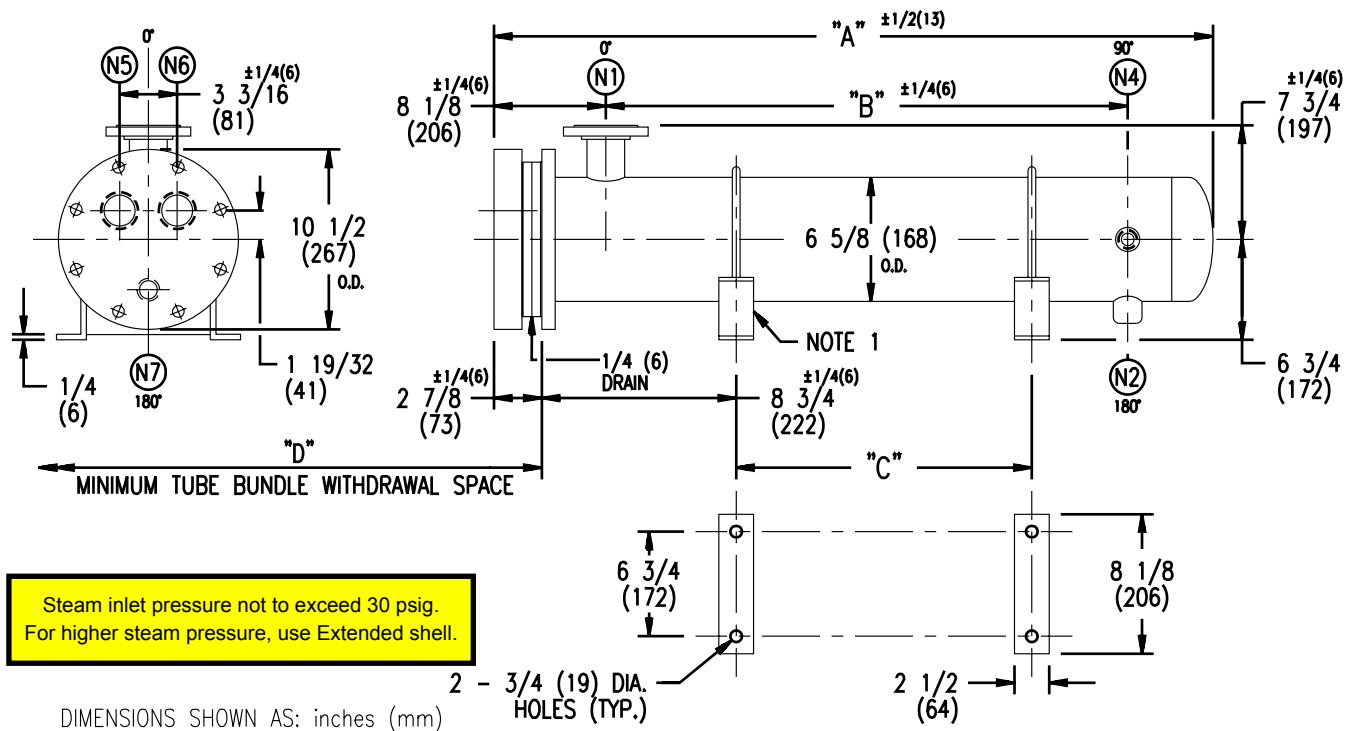 0°
N5
N6
±1/4(6)
3 3/16
(81)
10 1/2
(267)
O.D.
1/4
(6)
N7
180°
1 19/32
(41)
"A" ±1/2(13)
0°
N1
90°
N4
±1/4(6)
8 1/8
(206)
"B" ±1/4(6)
±1/4(6)
7 3/4
(197)
6 5/8 (168)
O.D.
NOTE 1
1/4 (6)
DRAIN
±1/4(6)
2 7/8
(73)
±1/4(6)
8 3/4
(222)
N2
180°
6 3/4
(172)
"D"
MINIMUM TUBE BUNDLE WITHDRAWAL SPACE
"C"
6 3/4
(172)
8 1/8
(206)
2 - 3/4 (19) DIA.
HOLES (TYP.)
2 1/2
(64)
Steam inlet pressure not to exceed 30 psig.
For higher steam pressure, use Extended shell.
DIMENSIONS SHOWN AS: inches (mm)